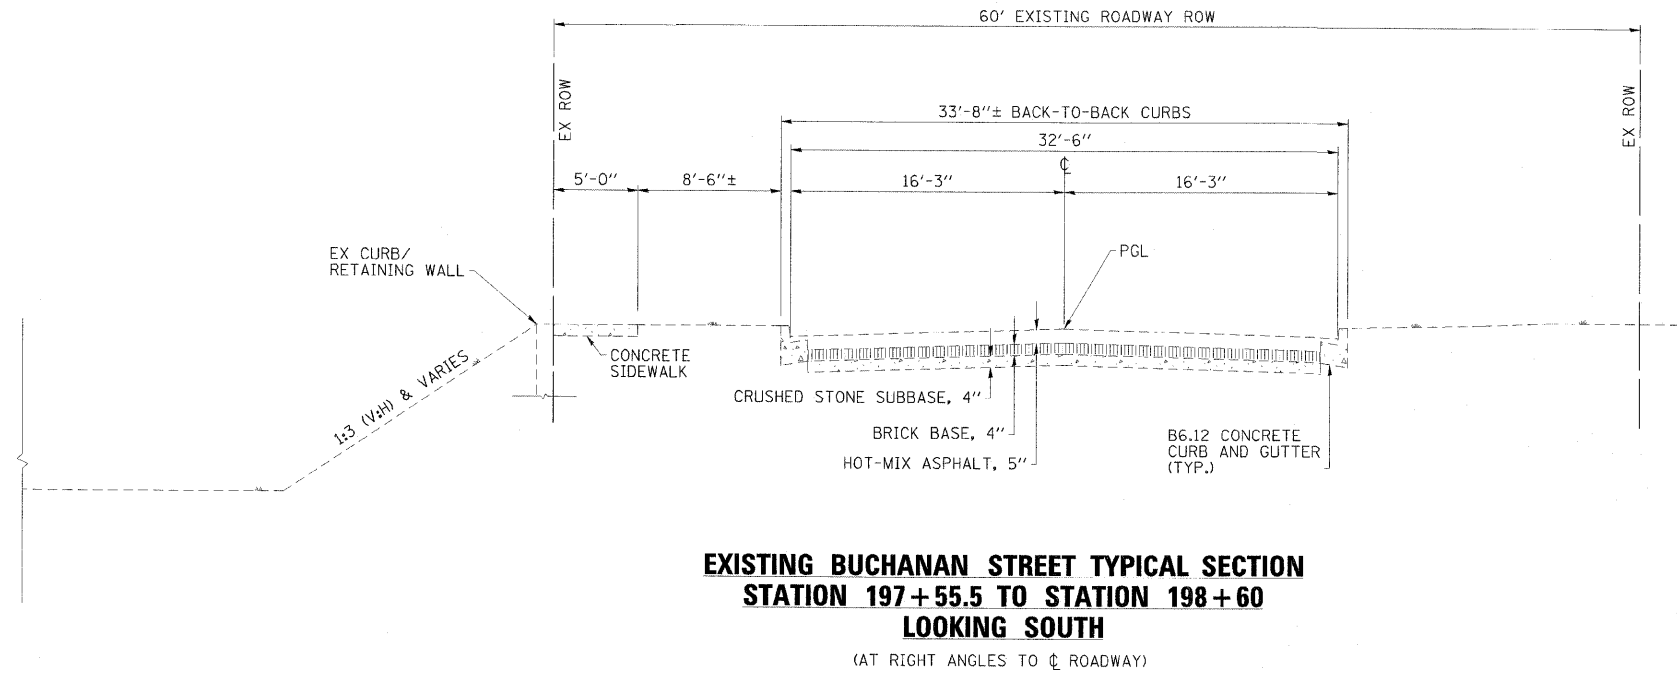 60' EXISTING ROADWAY ROW
EX ROW
EX ROW
33'-8"± BACK-TO-BACK CURBS
32'-6"
℄
5'-0"
8'-6"±
16'-3"
16'-3"
EX CURB/
RETAINING WALL
PGL
CONCRETE
SIDEWALK
1:3 (V:H) & VARIES
CRUSHED STONE SUBBASE, 4"
BRICK BASE, 4"
HOT-MIX ASPHALT, 5"
B6.12 CONCRETE
CURB AND GUTTER
(TYP.)
EXISTING BUCHANAN STREET TYPICAL SECTION
STATION 197+55.5 TO STATION 198+60
LOOKING SOUTH
(AT RIGHT ANGLES TO ℄ ROADWAY)